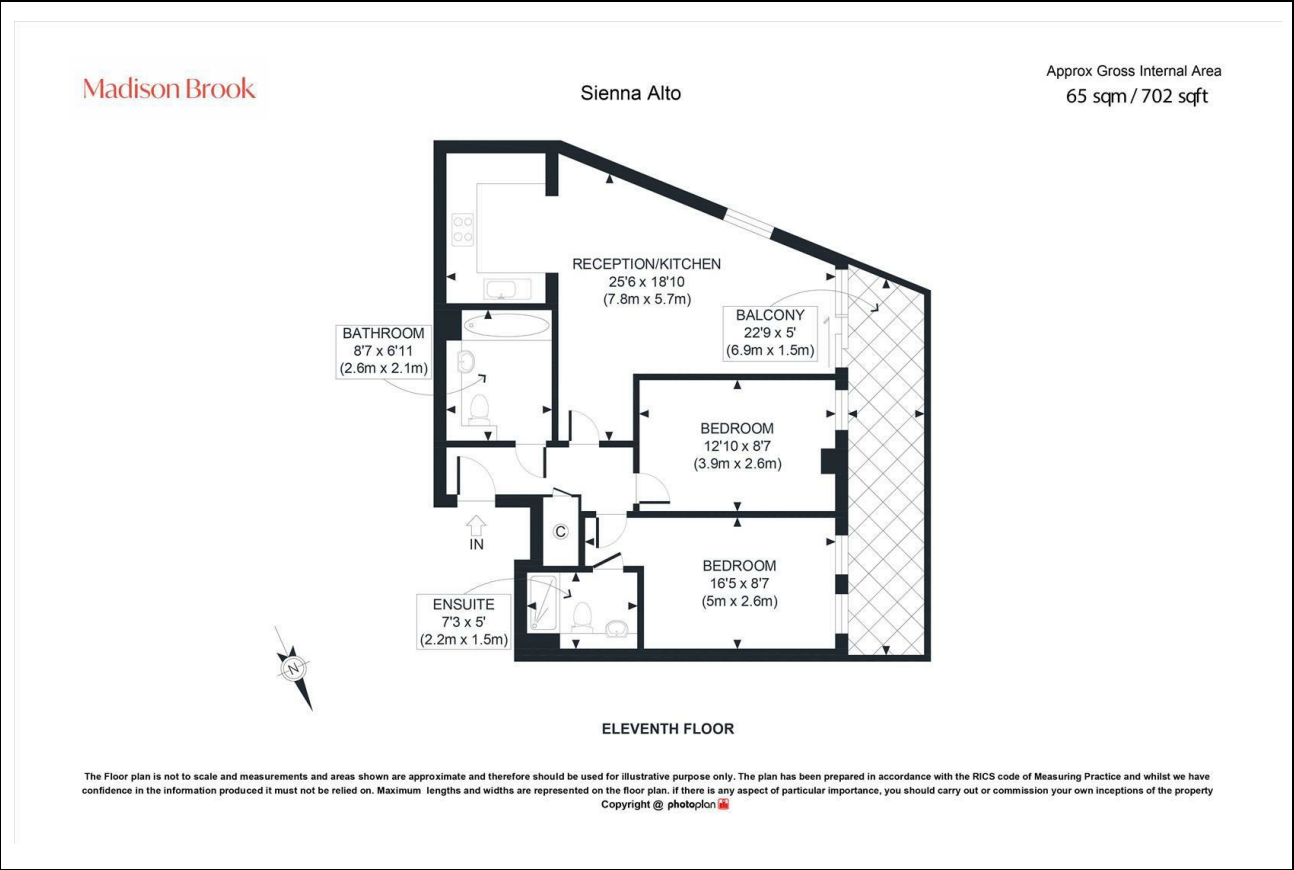 Madison Brook
Sienna Alto
Approx Gross Internal Area
65 sqm / 702 sqft
RECEPTION/KITCHEN
25'6 x 18'10
(7.8m x 5.7m)
BALCONY
22'9 x 5'
(6.9m x 1.5m)
BATHROOM
8'7 x 6'11
(2.6m x 2.1m)
BEDROOM
12'10 x 8'7
(3.9m x 2.6m)
C
IN
BEDROOM
16'5 x 8'7
(5m x 2.6m)
ENSUITE
7'3 x 5'
(2.2m x 1.5m)
N
ELEVENTH FLOOR
The Floor plan is not to scale and measurements and areas shown are approximate and therefore should be used for illustrative purpose only. The plan has been prepared in accordance with the RICS code of Measuring Practice and whilst we have
confidence in the information produced it must not be relied on. Maximum lengths and widths are represented on the floor plan. if there is any aspect of particular importance, you should carry out or commission your own inceptions of the property
Copyright @ photoplan